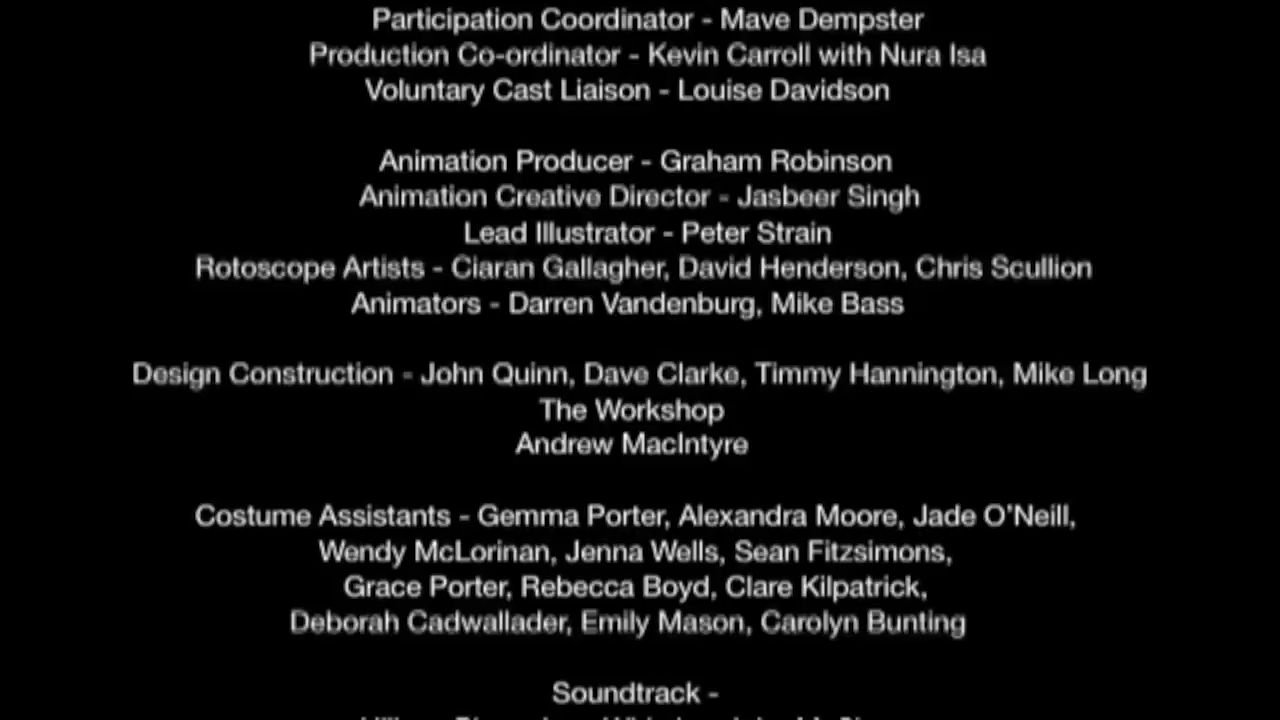 Participation Coordinator - Mave Dempster
Production Co-ordinator - Kevin Carroll with Nura Isa
Voluntary Cast Liaison - Louise Davidson
Animation Producer - Graham Robinson
Animation Creative Director - Jasbeer Singh
Lead Illustrator - Peter Strain
Rotoscope Artists - Ciaran Gallagher, David Henderson, Chris Scullion
Animators - Darren Vandenburg, Mike Bass
Design Construction - John Quinn, Dave Clarke, Timmy Hannington, Mike Long
The Workshop
Andrew MacIntyre
Costume Assistants - Gemma Porter, Alexandra Moore, Jade O'Neill,
Wendy McLorinan, Jenna Wells, Sean Fitzsimons,
Grace Porter, Rebecca Boyd, Clare Kilpatrick,
Deborah Cadwallader, Emily Mason, Carolyn Bunting
Soundtrack -